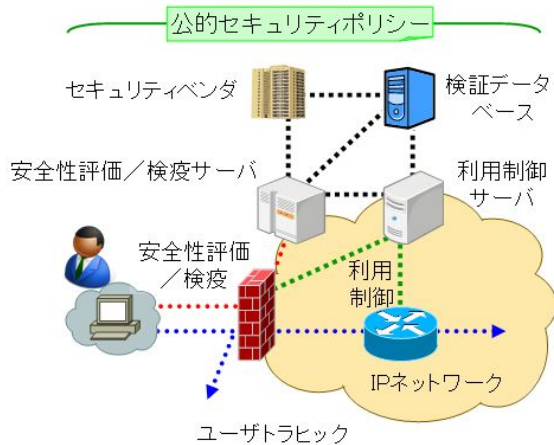 公的セキュリティポリシー
セキュリティベンダ
検証データ
ベース
安全性評価／検疫サーバ
利用制御
サーバ
安全性評価
／検疫
利用
制御
IPネットワーク
ユーザトラヒック